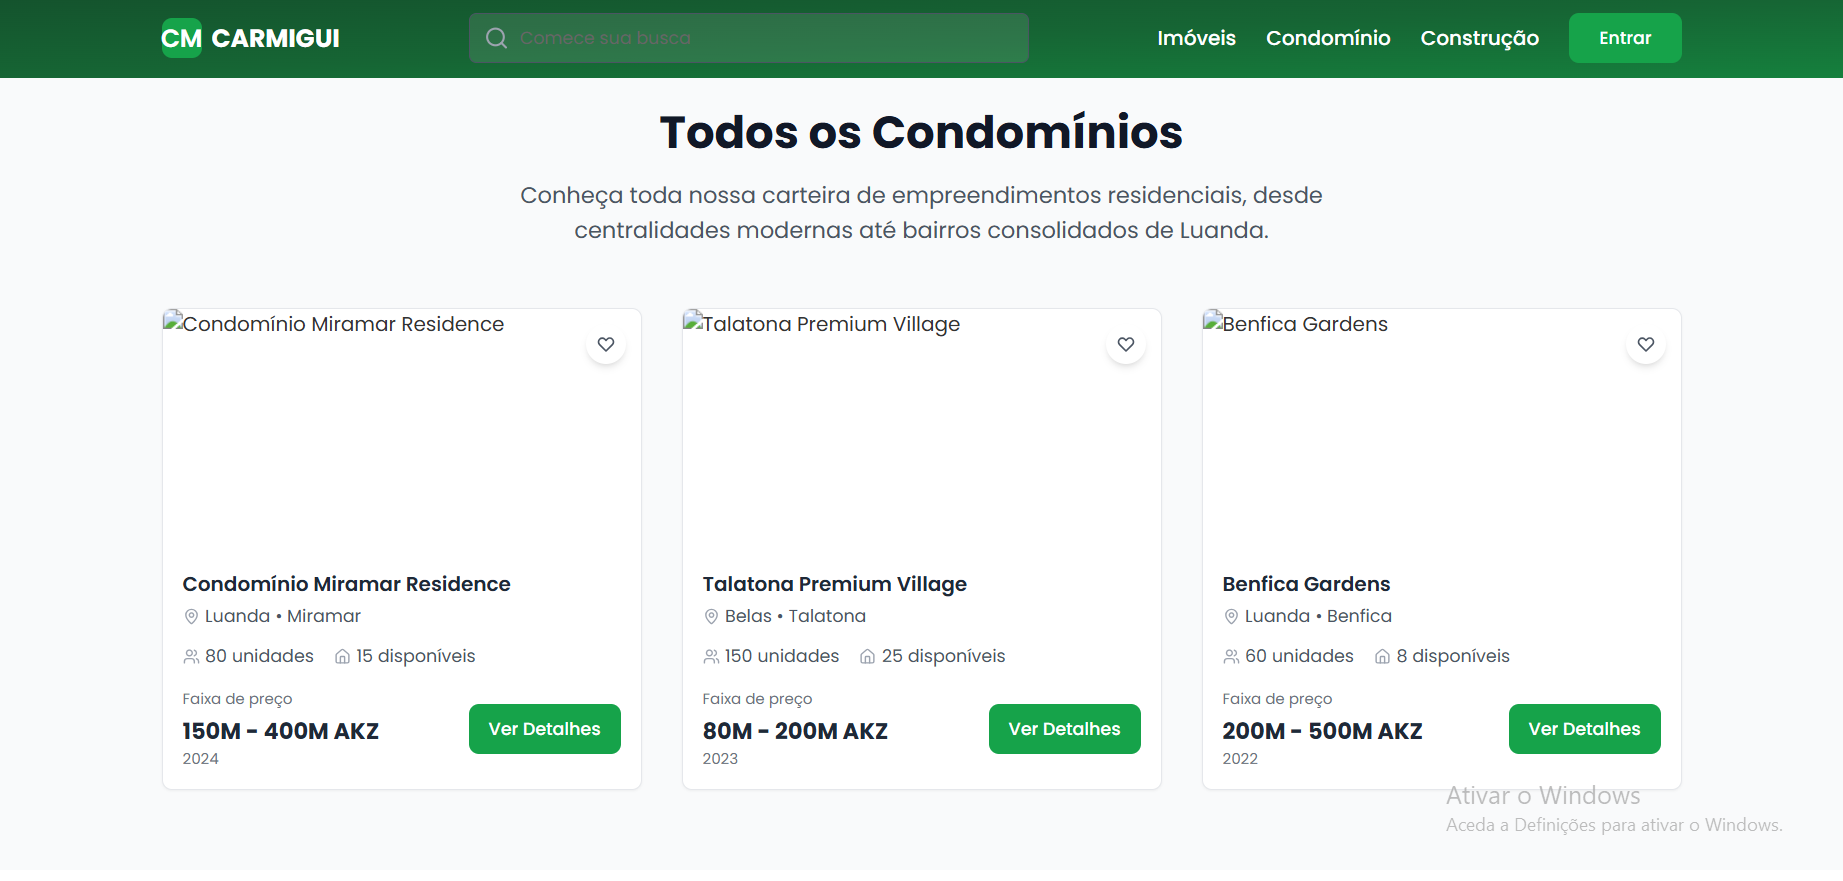 CM CARMIGUI
Comece sua busca
Imóveis Condomínio Construção Entrar
Todos os Condomínios
Conheça toda nossa carteira de empreendimentos residenciais, desde
centralidades modernas até bairros consolidados de Luanda.
Condomínio Miramar Residence
Condomínio Miramar Residence
Luanda • Miramar
80 unidades 15 disponíveis
Faixa de preço
150M - 400M AKZ
2024
Ver Detalhes
Talatona Premium Village
Talatona Premium Village
Belas • Talatona
150 unidades 25 disponíveis
Faixa de preço
80M - 200M AKZ
2023
Ver Detalhes
Benfica Gardens
Benfica Gardens
Luanda • Benfica
60 unidades 8 disponíveis
Faixa de preço
200M - 500M AKZ
2022
Ver Detalhes
Ativar o Windows
Aceda a Definições para ativar o Windows.